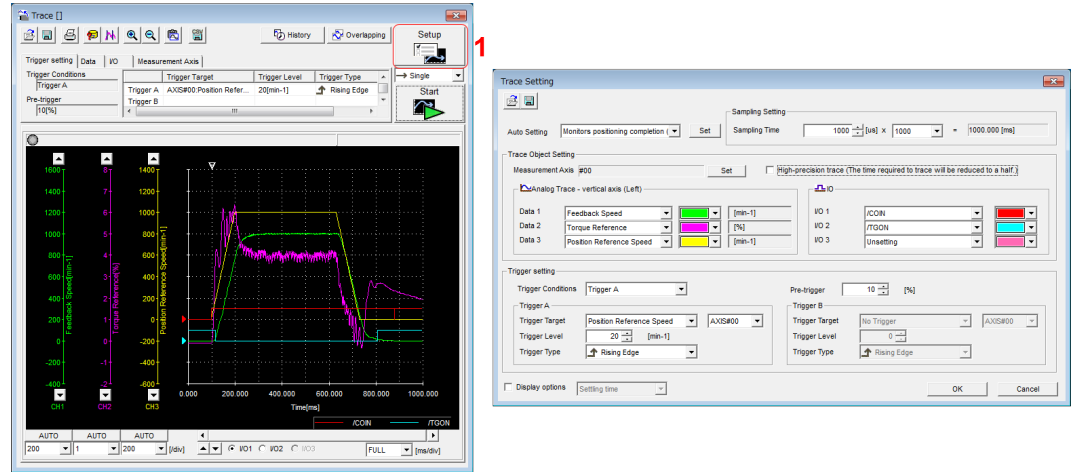 Trace []
History
Overlapping
Setup
1
Trigger setting
Data
I/O
Measurement Axis
Trigger Conditions
Trigger A
Pre-trigger
10[%]
Trigger Target Trigger Level Trigger Type
Trigger A AXIS#00:Position Refer... 20[min-1] Rising Edge
Trigger B
Single
Start
1600 8 1400
1400 7 1200
1200 6 1000
1000 5 800
800 4 600
600 3 400
400 2 200
200 1 0
0 0 -200
-200 -1 -400
-400 -2 -600
Feedback Speed[min-1]
Torque Reference[%]
Position Reference Speed[min-1]
CH1 CH2 CH3
0.000 200.000 400.000 600.000 800.000 1000.000
Time[ms]
/COIN /TGON
AUTO AUTO AUTO
200 1 200 [/div] I/O1 I/O2 I/O3 FULL [ms/div]
Trace Setting
Sampling Setting
Auto Setting Monitors positioning completion ( Set Sampling Time 1000 [us] x 1000 = 1000.000 [ms]
Trace Object Setting
Measurement Axis #00 Set High-precision trace (The time required to trace will be reduced to a half.)
Analog Trace - vertical axis (Left)
Data 1 Feedback Speed [min-1]
Data 2 Torque Reference [%]
Data 3 Position Reference Speed [min-1]
I/O
I/O 1 /COIN
I/O 2 /TGON
I/O 3 Unsetting
Trigger setting
Trigger Conditions Trigger A Pre-trigger 10 [%]
Trigger A
Trigger Target Position Reference Speed AXIS#00
Trigger Level 20 [min-1]
Trigger Type Rising Edge
Trigger B
Trigger Target No Trigger AXIS#00
Trigger Level 0
Trigger Type Rising Edge
Display options Settling time OK Cancel